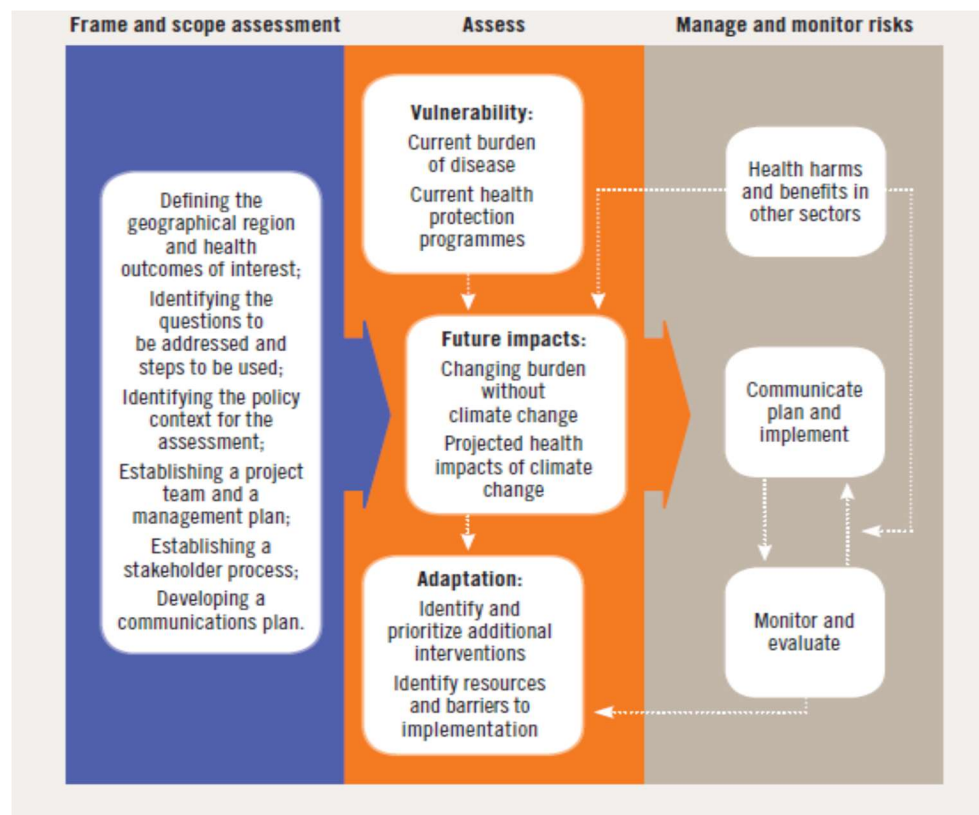 Frame and scope assessment
Assess
Manage and monitor risks
Defining the
geographical region
and health
outcomes of interest;
Identifying the
questions to
be addressed and
steps to be used;
Identifying the policy
context for the
assessment;
Establishing a project
team and a
management plan;
Establishing a
stakeholder process;
Developing a
communications plan.
Vulnerability:
Current burden
of disease
Current health
protection
programmes
Future impacts:
Changing burden
without
climate change
Projected health
impacts of climate
change
Adaptation:
Identify and
prioritize additional
interventions
Identify resources
and barriers to
implementation
Health harms
and benefits in
other sectors
Communicate
plan and
implement
Monitor and
evaluate